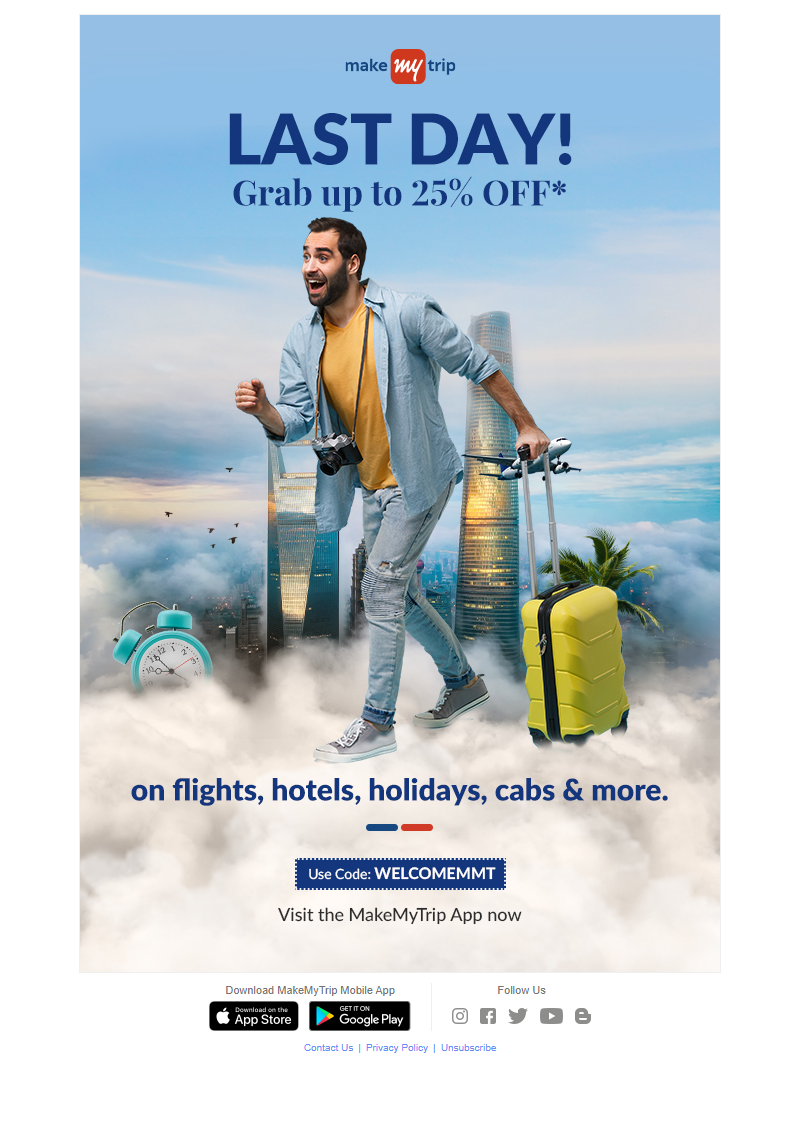 make my trip
LAST DAY!
Grab up to 25% OFF*
on flights, hotels, holidays, cabs & more.
Use Code: WELCOMEMMT
Visit the MakeMyTrip App now
Download MakeMyTrip Mobile App
Follow Us
Download on the
App Store
GET IT ON
Google Play
Contact Us | Privacy Policy | Unsubscribe